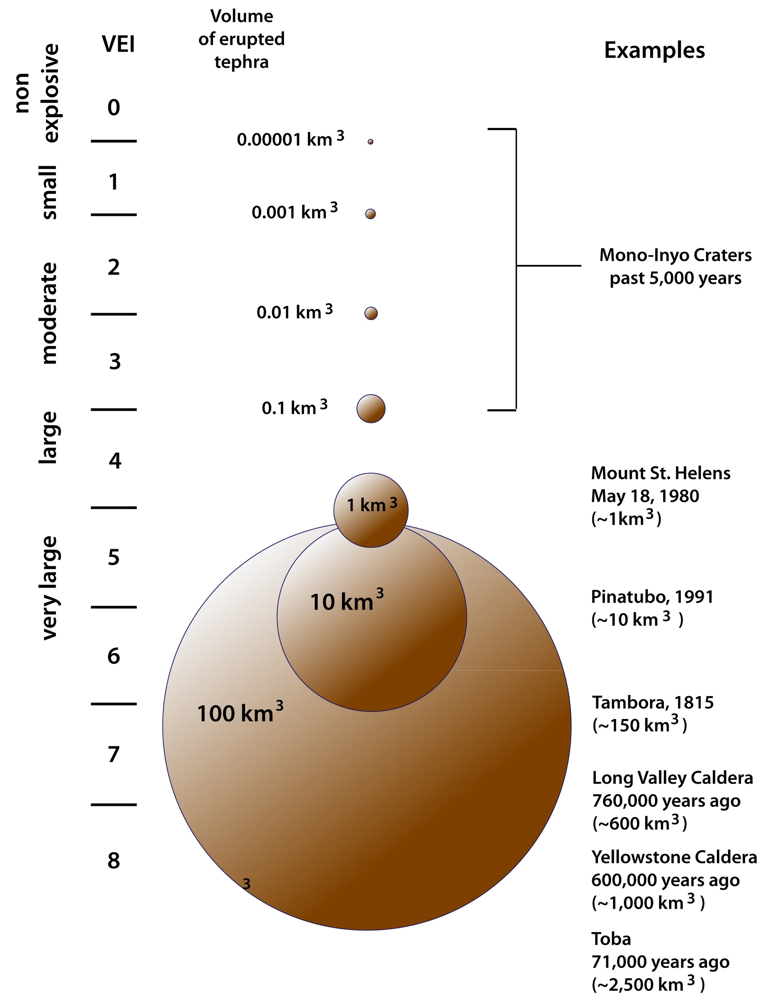 VEI
Volume
of erupted
tephra
Examples
non
explosive
0
0.00001 km 3
small
1
0.001 km 3
moderate
2
Mono-Inyo Craters
past 5,000 years
0.01 km 3
3
0.1 km 3
large
4
Mount St. Helens
May 18, 1980
(~1km3)
1 km 3
very large
5
10 km 3
Pinatubo, 1991
(~10 km 3 )
6
100 km 3
Tambora, 1815
(~150 km3)
7
Long Valley Caldera
760,000 years ago
(~600 km3)
8
3
Yellowstone Caldera
600,000 years ago
(~1,000 km 3 )
Toba
71,000 years ago
(~2,500 km 3 )